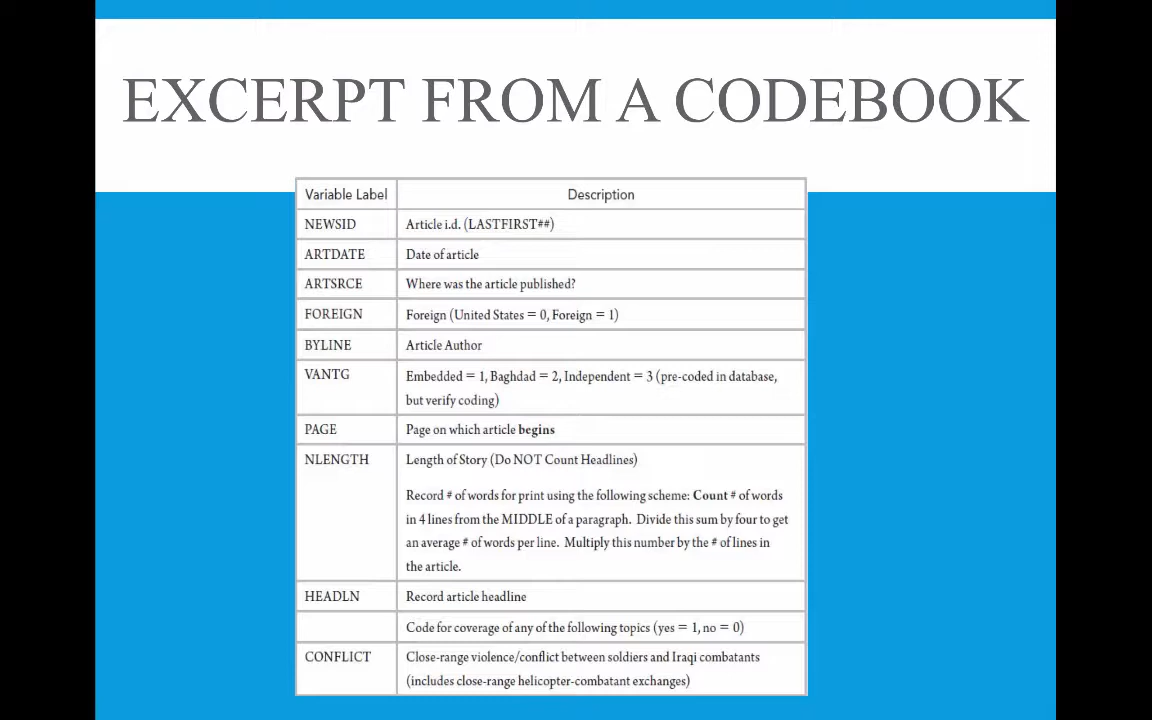 EXCERPT FROM A CODEBOOK
Variable Label Description
NEWSID Article i.d. (LASTFIRST##)
ARTDATE Date of article
ARTSRCE Where was the article published?
FOREIGN Foreign (United States = 0, Foreign = 1)
BYLINE Article Author
VANTG Embedded = 1, Baghdad = 2, Independent = 3 (pre-coded in database,
but verify coding)
PAGE Page on which article begins
NLENGTH Length of Story (Do NOT Count Headlines)
Record # of words for print using the following scheme: Count # of words
in 4 lines from the MIDDLE of a paragraph. Divide this sum by four to get
an average # of words per line. Multiply this number by the # of lines in
the article.
HEADLN Record article headline
Code for coverage of any of the following topics (yes = 1, no = 0)
CONFLICT Close-range violence/conflict between soldiers and Iraqi combatants
(includes close-range helicopter-combatant exchanges)